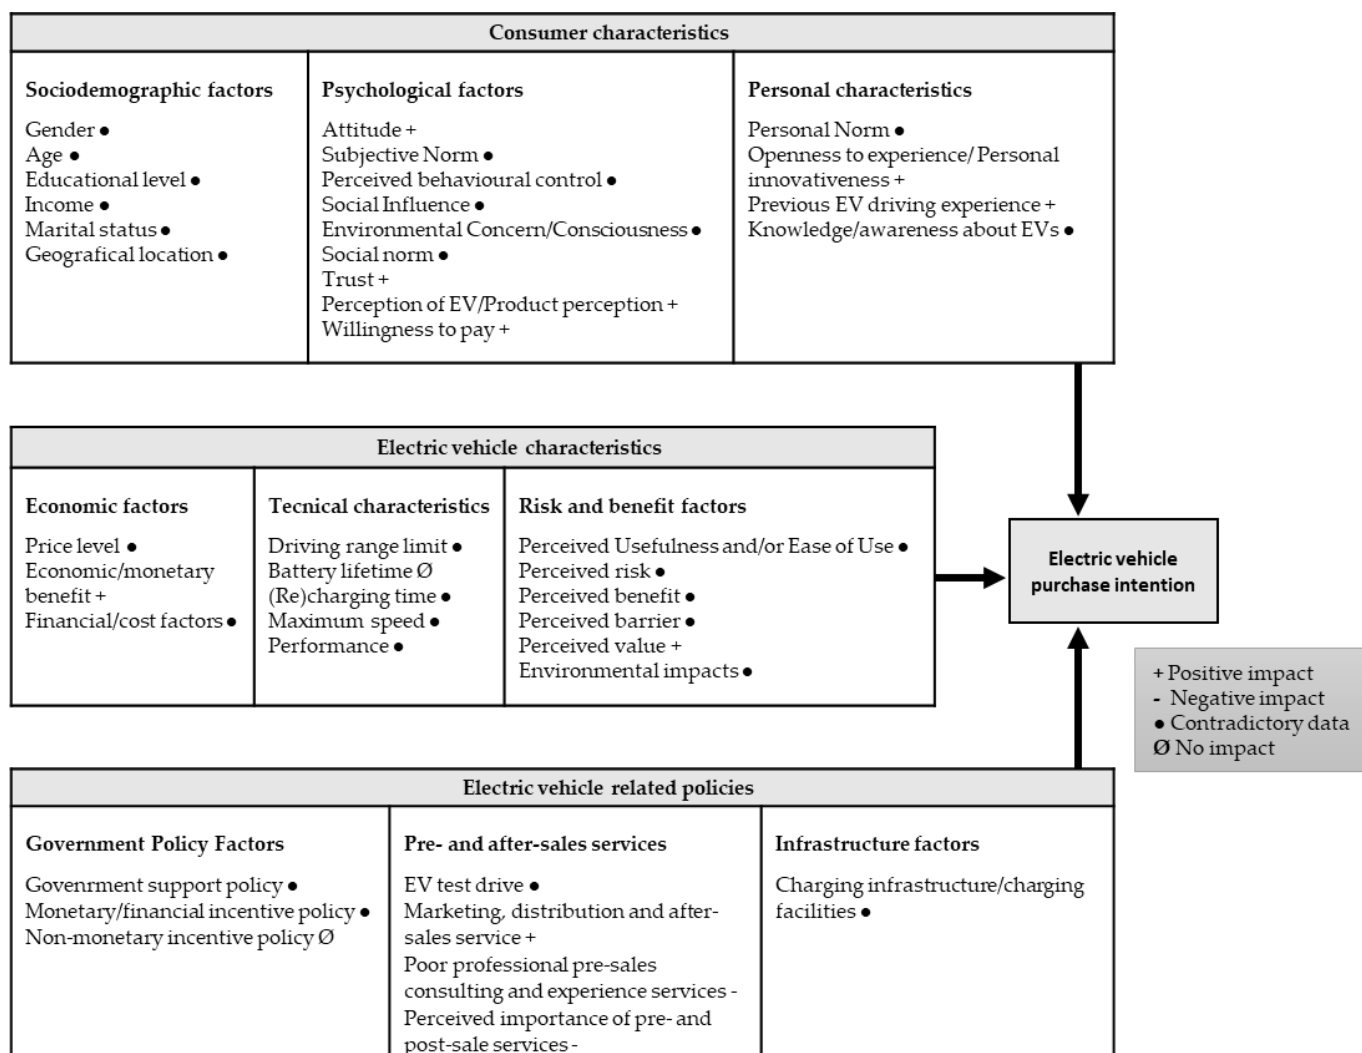 Consumer characteristics
Sociodemographic factors
Gender ●
Age ●
Educational level ●
Income ●
Marital status ●
Geografical location ●
Psychological factors
Attitude +
Subjective Norm ●
Perceived behavioural control ●
Social Influence ●
Environmental Concern/Consciousness ●
Social norm ●
Trust +
Perception of EV/Product perception +
Willingness to pay +
Personal characteristics
Personal Norm ●
Openness to experience/ Personal
innovativeness +
Previous EV driving experience +
Knowledge/awareness about EVs ●
Electric vehicle characteristics
Economic factors
Price level ●
Economic/monetary
benefit +
Financial/cost factors ●
Tecnical characteristics
Driving range limit ●
Battery lifetime Ø
(Re)charging time ●
Maximum speed ●
Performance ●
Risk and benefit factors
Perceived Usefulness and/or Ease of Use ●
Perceived risk ●
Perceived benefit ●
Perceived barrier ●
Perceived value +
Environmental impacts ●
Electric vehicle
purchase intention
+ Positive impact
- Negative impact
● Contradictory data
Ø No impact
Electric vehicle related policies
Government Policy Factors
Govenrment support policy ●
Monetary/financial incentive policy ●
Non-monetary incentive policy Ø
Pre- and after-sales services
EV test drive ●
Marketing, distribution and after-
sales service +
Poor professional pre-sales
consulting and experience services -
Perceived importance of pre- and
post-sale services -
Infrastructure factors
Charging infrastructure/charging
facilities ●